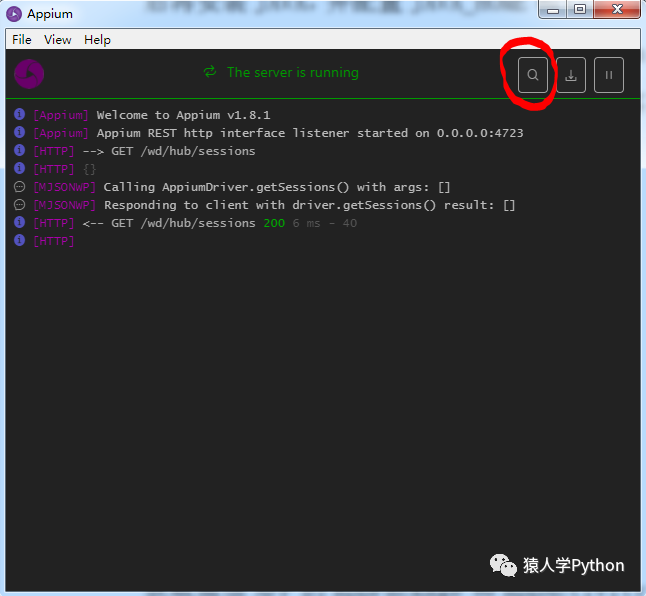 Appium
File View Help
The server is running
[Appium] Welcome to Appium v1.8.1
[Appium] Appium REST http interface listener started on 0.0.0.0:4723
[HTTP] --> GET /wd/hub/sessions
[HTTP] {}
[MJSONWP] Calling AppiumDriver.getSessions() with args: []
[MJSONWP] Responding to client with driver.getSessions() result: []
[HTTP] <-- GET /wd/hub/sessions 200 6 ms - 40
[HTTP]
猿人学Python